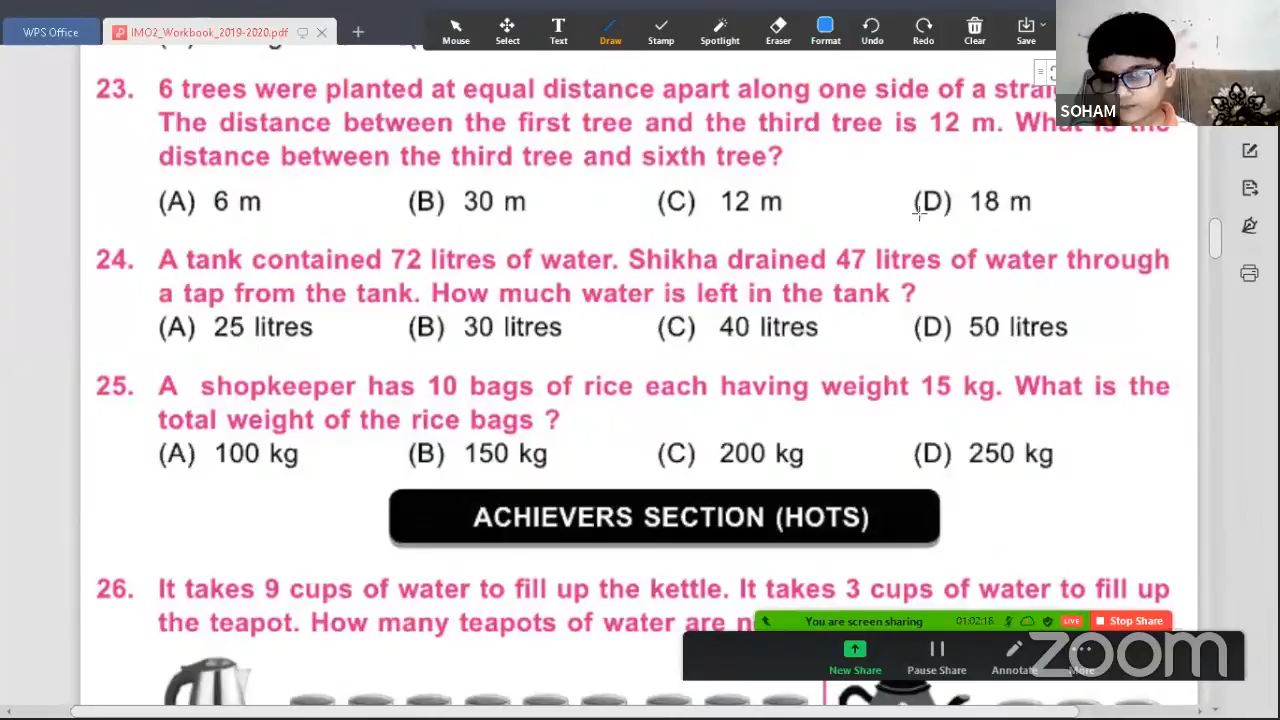 WPS Office
IMO2_Workbook_2019-2020.pdf
Mouse Select Text Draw Stamp Spotlight Eraser Format Undo Redo Clear Save
SOHAM
23. 6 trees were planted at equal distance apart along one side of a
The distance between the first tree and the third tree is 12 m.
distance between the third tree and sixth tree?
(A) 6 m (B) 30 m (C) 12 m (D) 18 m
24. A tank contained 72 litres of water. Shikha drained 47 litres of water through
a tap from the tank. How much water is left in the tank ?
(A) 25 litres (B) 30 litres (C) 40 litres (D) 50 litres
25. A shopkeeper has 10 bags of rice each having weight 15 kg. What is the
total weight of the rice bags ?
(A) 100 kg (B) 150 kg (C) 200 kg (D) 250 kg
ACHIEVERS SECTION (HOTS)
26. It takes 9 cups of water to fill up the kettle. It takes 3 cups of water to fill up
the teapot. How many teapots of water are
You are screen sharing 01:02:18 LIVE Stop Share
New Share Pause Share Annotate More
zoom